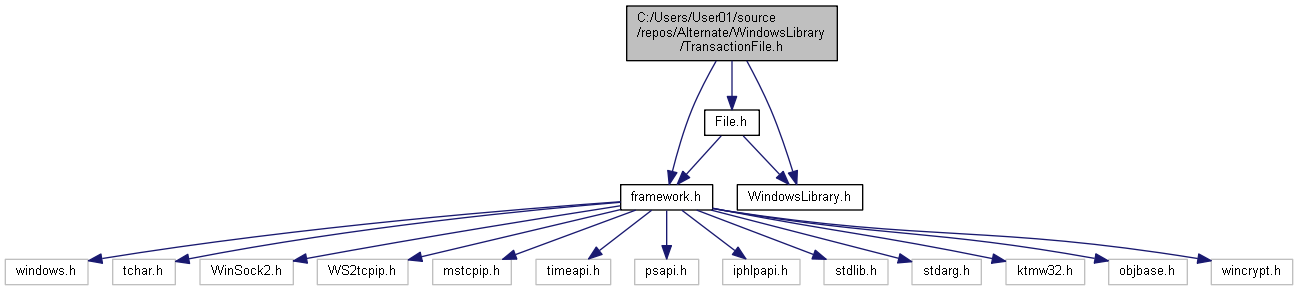 C:/Users/User01/source
/repos/Alternate/WindowsLibrary
/TransactionFile.h
File.h
framework.h
WindowsLibrary.h
windows.h
tchar.h
WinSock2.h
WS2tcpip.h
mstcpip.h
timeapi.h
psapi.h
iphlpapi.h
stdlib.h
stdarg.h
ktmw32.h
objbase.h
wincrypt.h